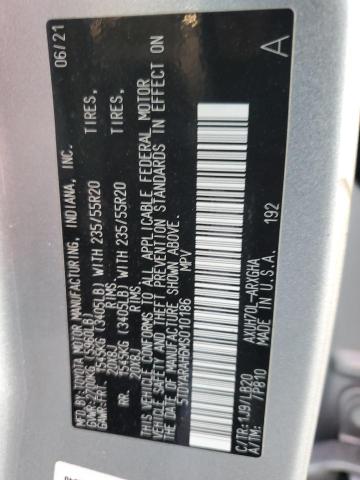 MFD.BY:TOYOTA MOTOR MANUFACTURING, INDIANA, INC. 06/21
GVWR:2700KG (5960LB)
GAWR:FRT. 1545KG (3405LB) WITH 235/55R20 TIRES,
20X8J RIMS,
RR. 1545KG (3405LB) WITH 235/55R20 TIRES,
20X8J RIMS,
THIS VEHICLE CONFORMS TO ALL APPLICABLE FEDERAL MOTOR
VEHICLE SAFETY AND THEFT PREVENTION STANDARDS IN EFFECT ON
THE DATE OF MANUFACTURE SHOWN ABOVE.
5TDYARAH6MS010186 MPV
192 A
C/TR: 1J9/LB20 AXUH70L-ARXGHA
A/TM: /P810 MADE IN U.S.A.